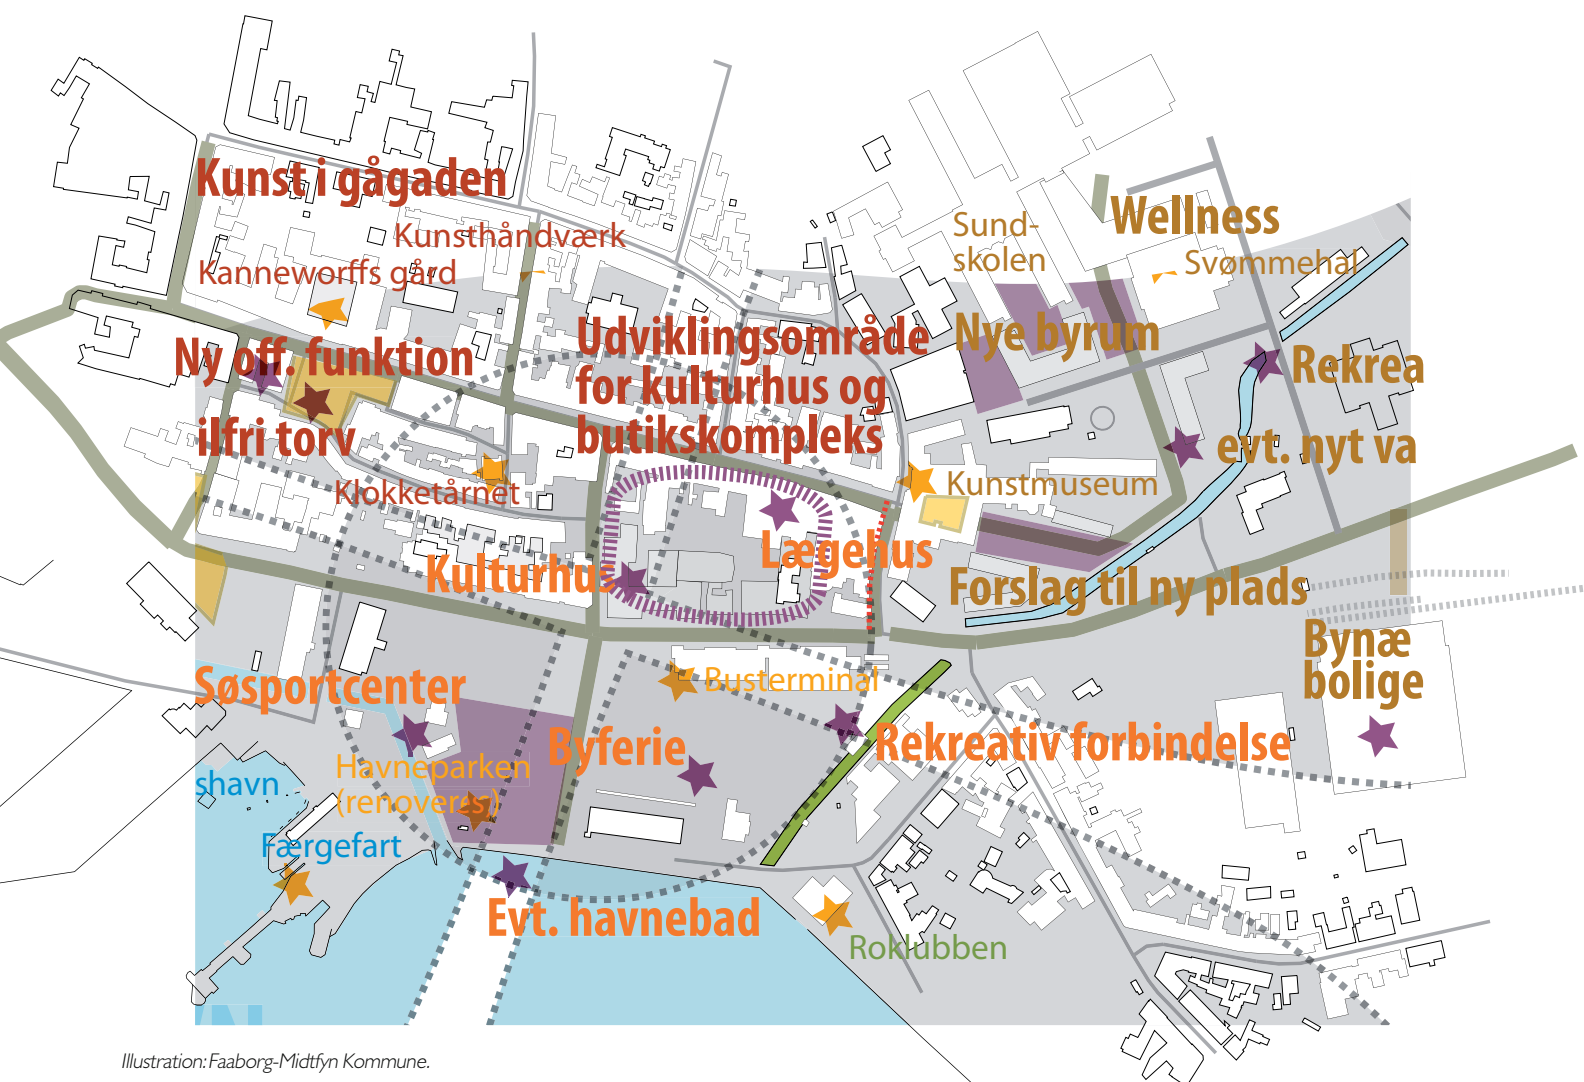 Kunst i gågaden
Kunsthåndværk
Kanneworffs gård
Ny off. funktion
ilfri torv
Klokketårnet
Udviklingsområde
for kulturhus og
butikskompleks
Sund-
skolen
Wellness
Svømmehal
Nye byrum
Rekrea
evt. nyt va
Kunstmuseum
Lægehus
Kulturhus
Forslag til ny plads
Bynæ
bolige
Søsportcenter
Busterminal
Byferie
Rekreativ forbindelse
Havneparken
(renoveres)
shavn
Færgefart
Evt. havnebad
Roklubben
Illustration: Faaborg-Midtfyn Kommune.